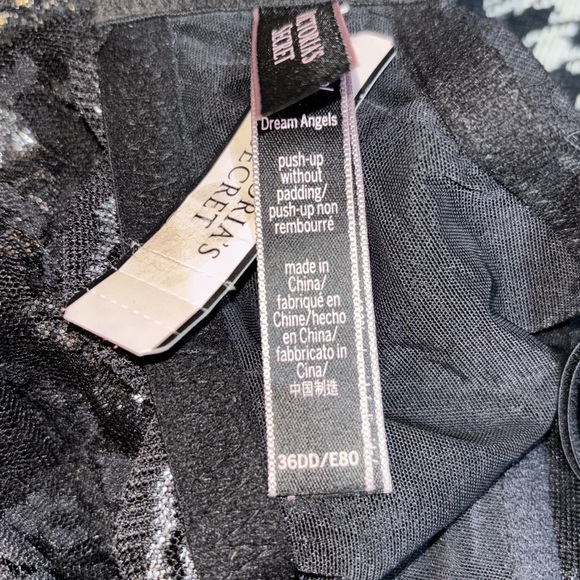 VICTORIA'S
SECRET
Dream Angels
push-up
without
padding/
push-up non
rembourré
made in
China/
fabriqué en
Chine/hecho
en China/
fabbricato in
Cina/
中国制造
36DD/E80
ORIA'S
SECRET